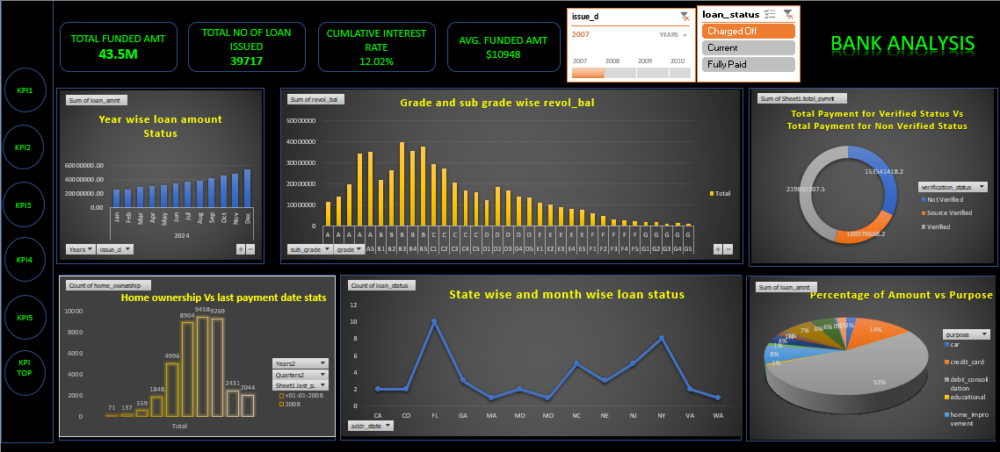 TOTAL FUNDED AMT
43.5M
TOTAL NO OF LOAN
ISSUED
39717
CUMLATIVE INTEREST
RATE
12.02%
AVG. FUNDED AMT
$10948
issue_d
2007
YEARS
2007 2008 2009 2010
loan_status
Charged Off
Current
Fully Paid
BANK ANALYSIS
KPI1
KPI2
KPI3
KPI4
KPI5
KPI
TOP
Sum of loan_amnt
Year wise loan amount
Status
60000000.00
40000000.00
20000000.00
0.00
Jan Feb Mar Apr May Jun Jul Aug Sep Oct Nov Dec
2024
Years issue_d
Sum of revol_bal
Grade and sub grade wise revol_bal
50000000
40000000
30000000
20000000
10000000
0
A A A A A B B B B B C C C C C D D D D D E E E E E F F F F F G G G G G
A5 B1 B2 B3 B4 B5 C1 C2 C3 C4 C5 D1 D2 D3 D4 D5 E1 E2 E3 E4 E5 F1 F2 F3 F4 F5 G1 G2 G3 G4 G5
Total
sub_grade grade
Sum of Sheet1.total_pymnt
Total Payment for Verified Status Vs
Total Payment for Non Verified Status
153541418.2
219892307.5
109270668.2
verification_status
Not Verified
Source Verified
Verified
Count of home_ownership
Home ownership Vs last payment date stats
10000
8000
6000
4000
2000
0
71 137 559 1848 4996 8904 9458 9269 2431 2044
Total
Years2
Quarters2
Sheet1.last_p..
<01-01-2008
2008
Count of loan_status
State wise and month wise loan status
12
10
8
6
4
2
0
CA CO FL GA MA MD MO NC NE NJ NY VA WA
addr_state
Sum of loan_amnt
Percentage of Amount vs Purpose
2%
14%
53%
1%
8%
1%
4%
7%
0%
6%
purpose
car
credit_card
debt_consoli
dation
educational
home_impro
vement